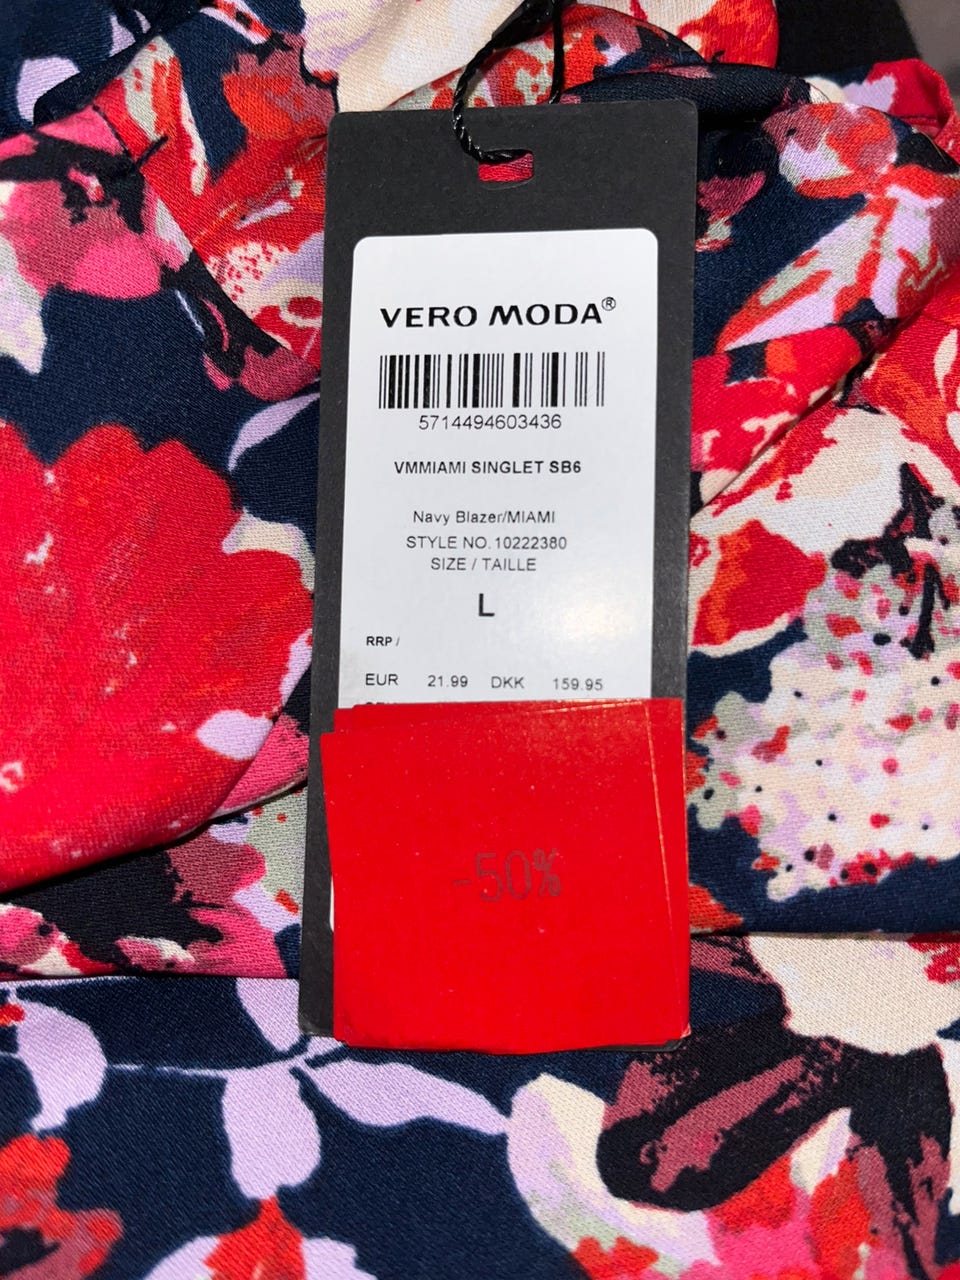 VERO MODA®
5714494603436
VMMIAMI SINGLET SB6
Navy Blazer/MIAMI
STYLE NO.10222380
SIZE / TAILLE
L
RRP /
EUR 21.99 DKK 159.95
-50%